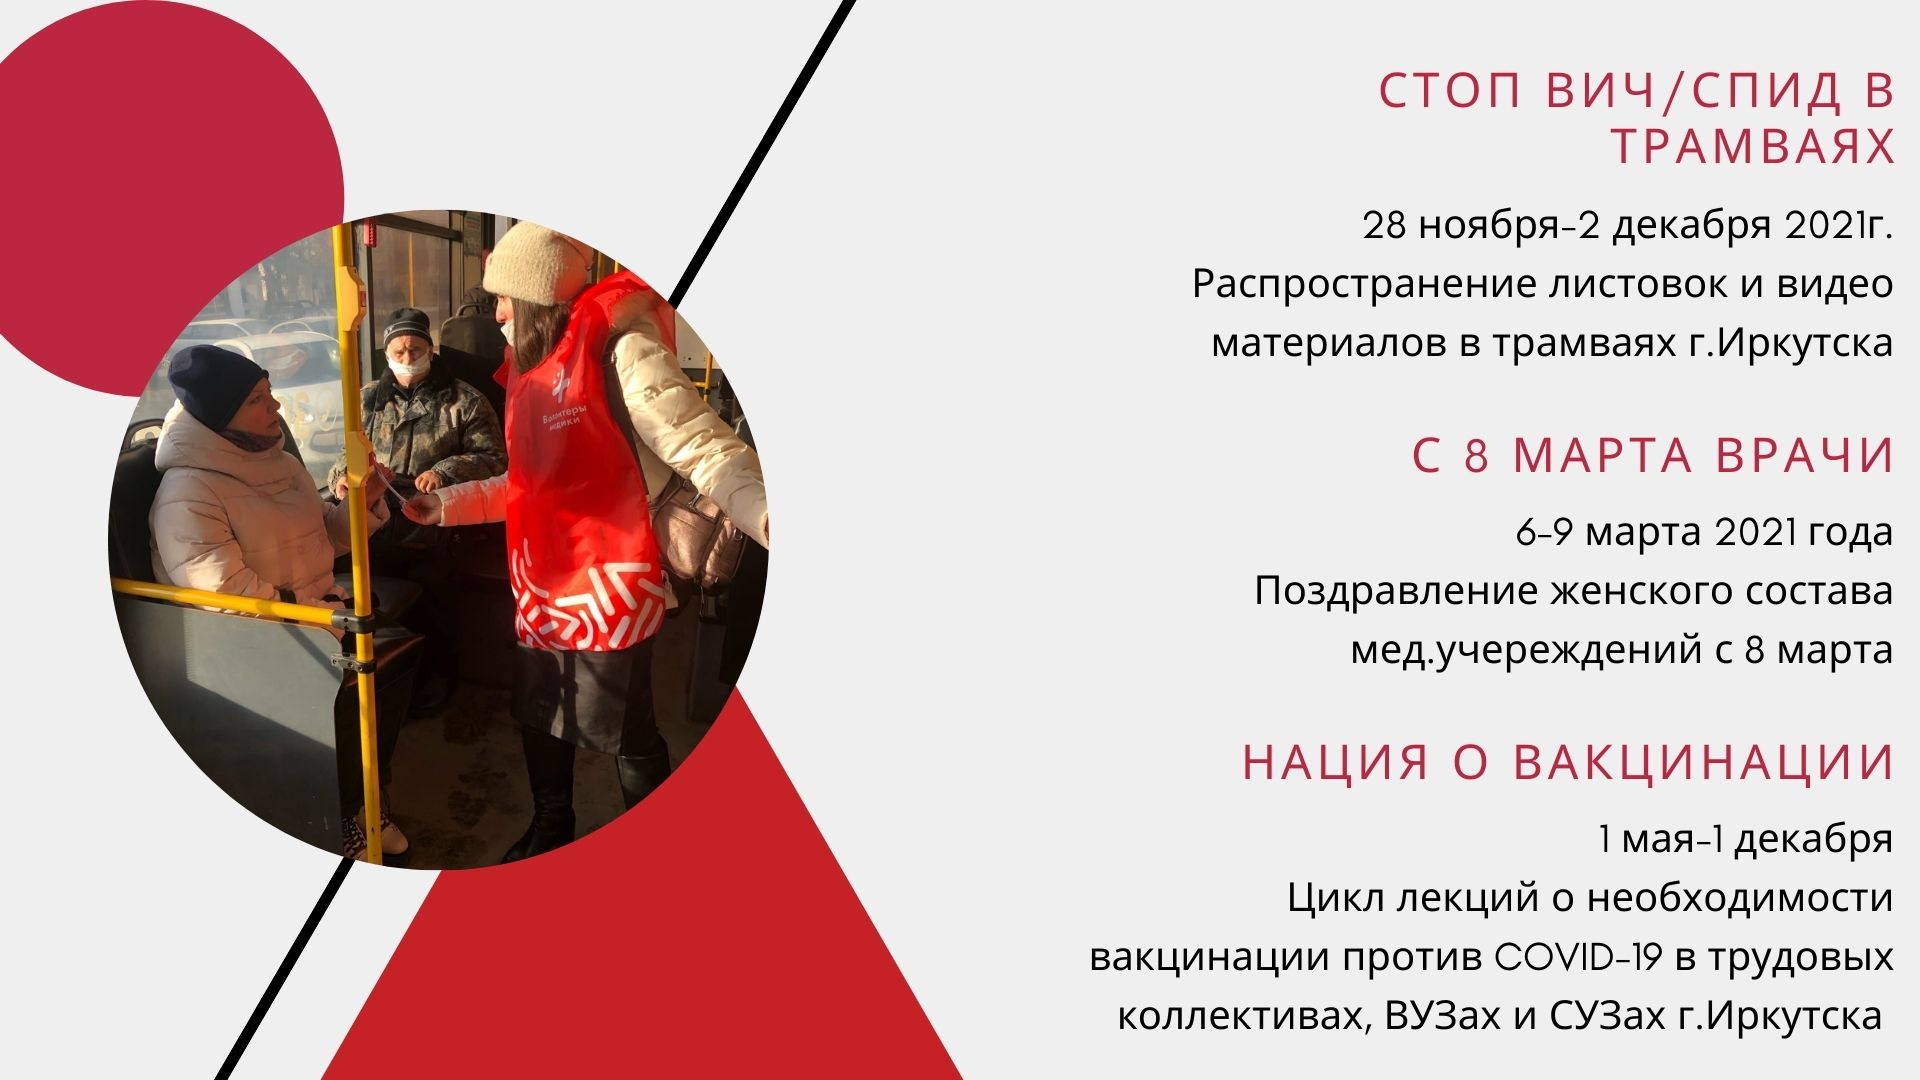 СТОП ВИЧ/СПИД В
ТРАМВАЯХ
28 ноября-2 декабря 2021г.
Распространение листовок и видео
материалов в трамваях г.Иркутска
С 8 МАРТА ВРАЧИ
6-9 марта 2021 года
Поздравление женского состава
мед.учереждений с 8 марта
НАЦИЯ О ВАКЦИНАЦИИ
1 мая-1 декабря
Цикл лекций о необходимости
вакцинации против COVID-19 в трудовых
коллективах, ВУЗах и СУЗах г.Иркутска
Волонтеры
медики